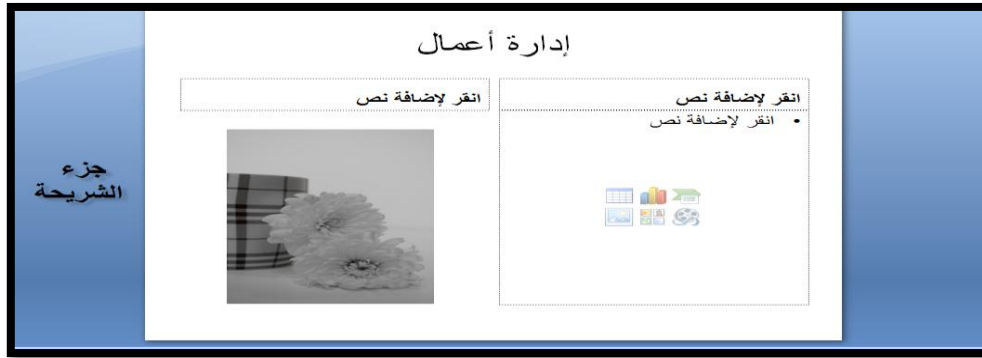 إدارة أعمال
انقر لإضافة نص
انقر لإضافة نص
• انقر لإضافة نص
جزء
الشريحة